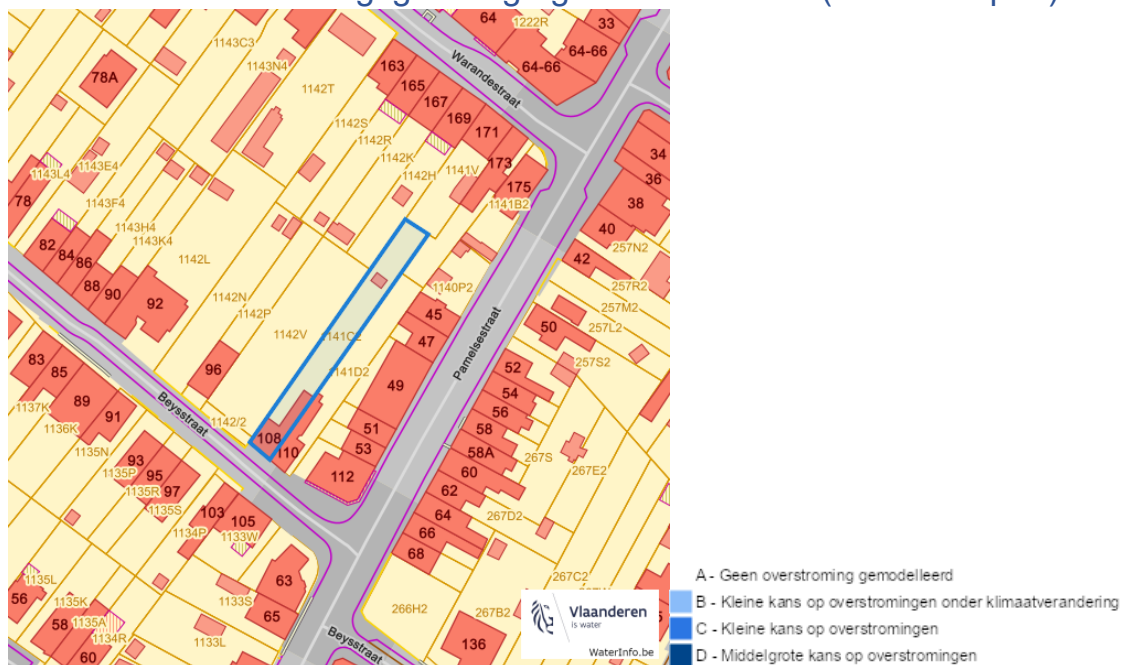 64
1222R
33
64-66
64-66
1143C3
1143N4
78A
1142T
163
165
167
169
171
173
175
Warandestraat
1142S
1142R
1142K
1142H
1141V
1141B2
34
36
38
40
42
257N2
257R2
257M2
257L2
257S2
1143L4
1143E4
78
1143F4
1143H4
1143K4
82
84
86
88
90
92
1142L
1142N
1142P
1142V
1141C2
1141D2
1140P2
45
47
49
51
53
112
Pamelsestraat
50
52
54
56
58
58A
60
62
64
66
68
267S
267E2
267D2
267C2
267B2
266H2
136
96
Beysstraat
1142/2
108
110
83
85
89
91
1137K
1136K
1135N
93
95
97
1135P
1135R
1135S
103
105
1134P
1133W
63
65
1133S
1133L
1135L
56
1135K
58
1135A
1134R
60
Beysstraat
Vlaanderen
is water
WaterInfo.be
A - Geen overstroming gemodelleerd
B - Kleine kans op overstromingen onder klimaatverandering
C - Kleine kans op overstromingen
D - Middelgrote kans op overstromingen